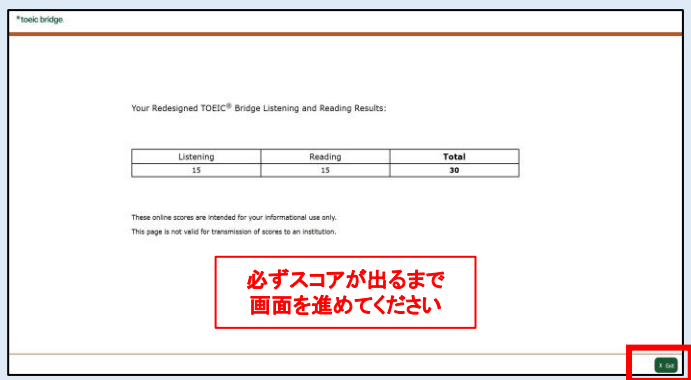 *toeic bridge.
Your Redesigned TOEIC® Bridge Listening and Reading Results:
Listening Reading Total
15 15 30
These online scores are intended for your informational use only.
This page is not valid for transmission of scores to an institution.
必ずスコアが出るまで
画面を進めてください
X Exit